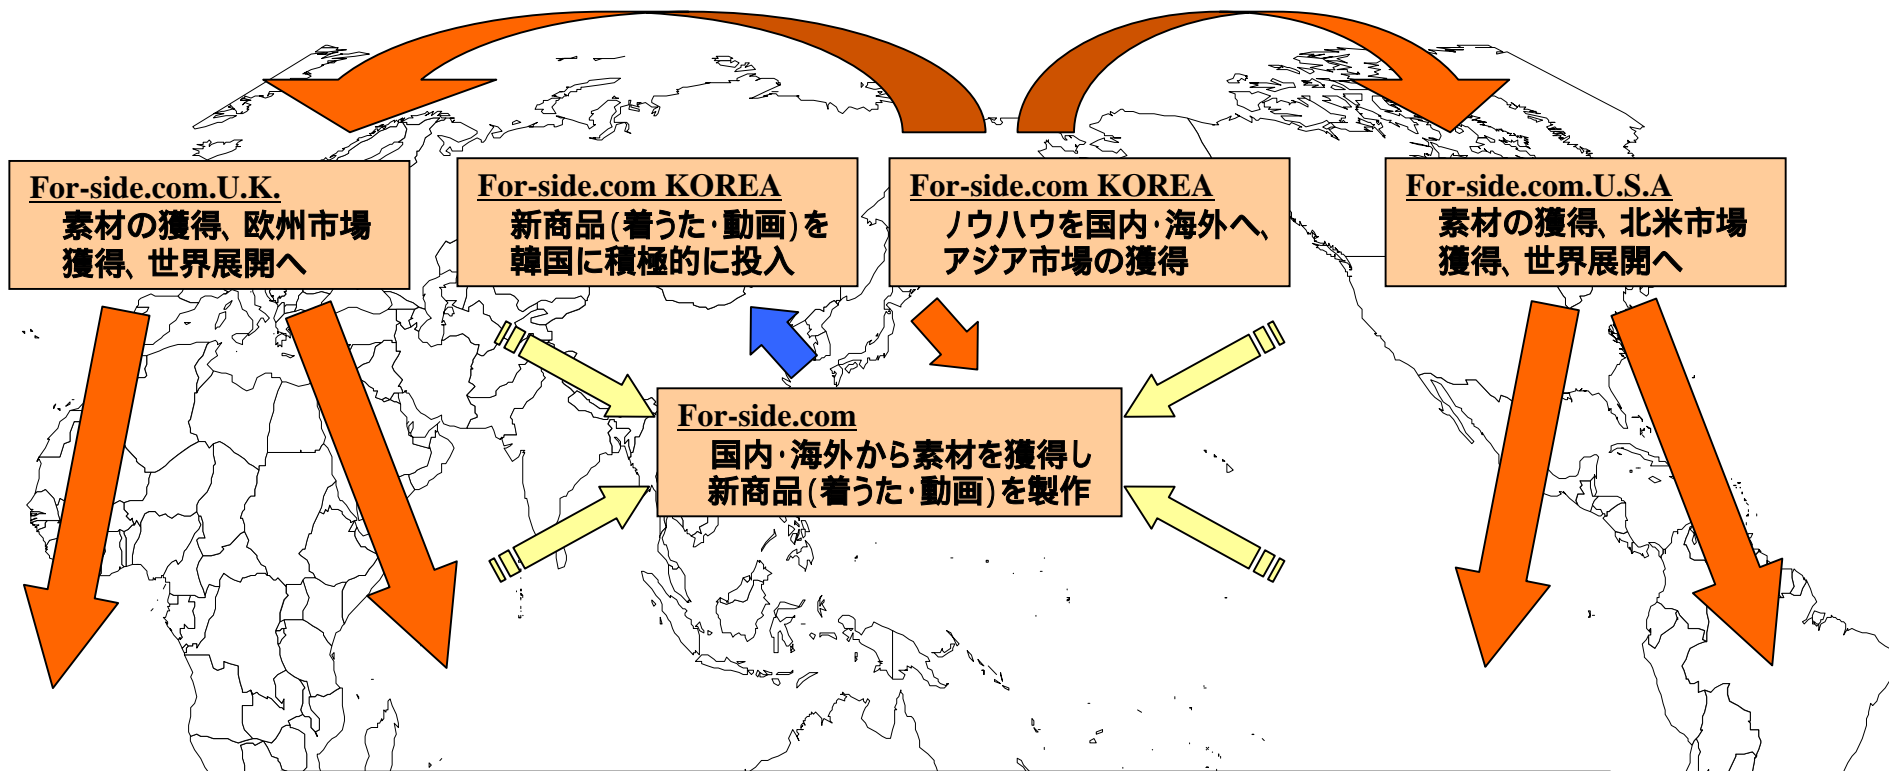 For-side.com.U.K.
素材の獲得、欧州市場
獲得、世界展開へ
For-side.com KOREA
新商品(着うた・動画)を
韓国に積極的に投入
For-side.com KOREA
ノウハウを国内・海外へ、
アジア市場の獲得
For-side.com.U.S.A
素材の獲得、北米市場
獲得、世界展開へ
For-side.com
国内・海外から素材を獲得し
新商品(着うた・動画)を製作